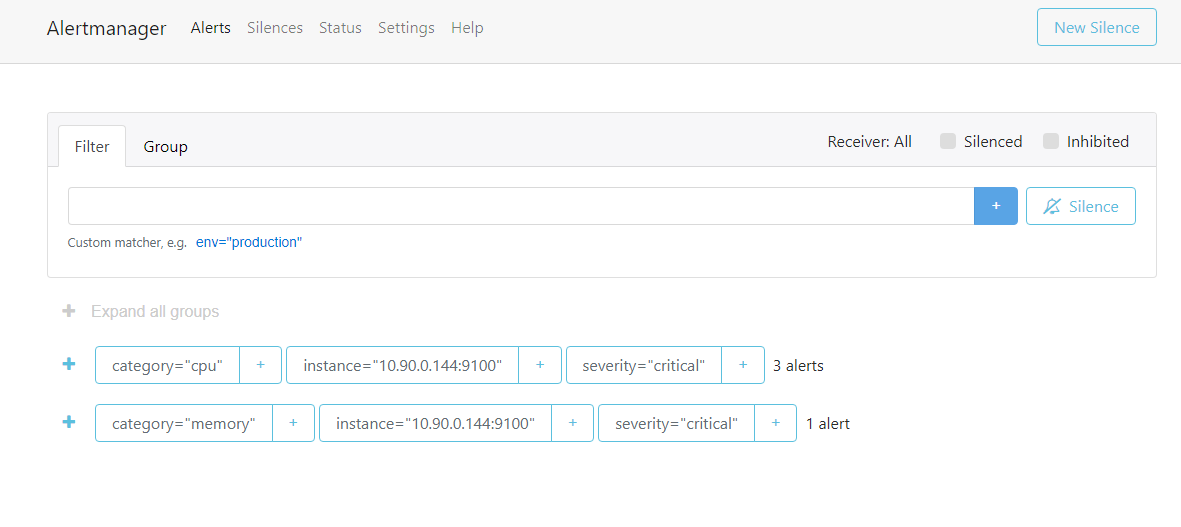 Alertmanager Alerts Silences Status Settings Help New Silence
Filter Group Receiver: All Silenced Inhibited
+ Silence
Custom matcher, e.g. env="production"
+ Expand all groups
+ category="cpu" + instance="10.90.0.144:9100" + severity="critical" + 3 alerts
+ category="memory" + instance="10.90.0.144:9100" + severity="critical" + 1 alert